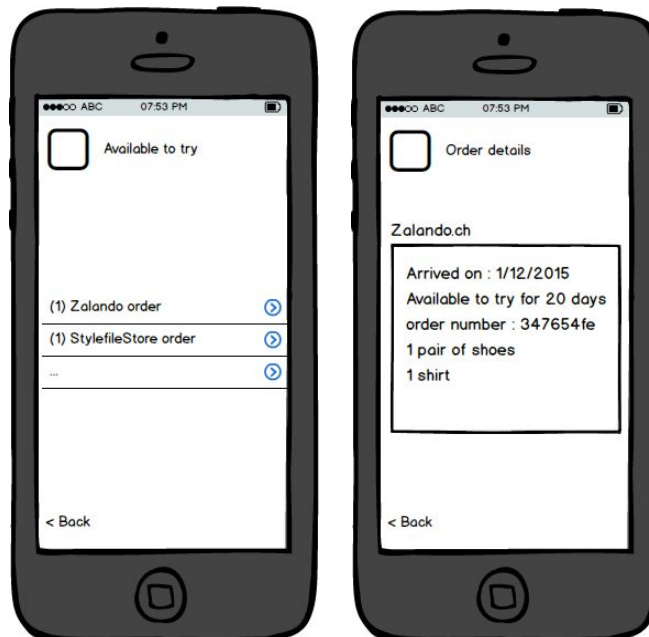 ABC 07:53 PM
Available to try
(1) Zalando order
(1) StylefileStore order
...
< Back
ABC 07:53 PM
Order details
Zalando.ch
Arrived on : 1/12/2015
Available to try for 20 days
order number : 347654fe
1 pair of shoes
1 shirt
< Back